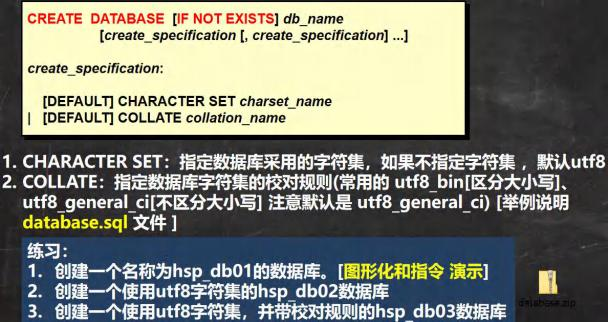 CREATE DATABASE [IF NOT EXISTS] db_name
[create_specification [, create_specification] ...]
create_specification:
[DEFAULT] CHARACTER SET charset_name
| [DEFAULT] COLLATE collation_name
1. CHARACTER SET：指定数据库采用的字符集，如果不指定字符集，默认utf8
2. COLLATE：指定数据库字符集的校对规则(常用的 utf8_bin[区分大小写]、
utf8_general_ci[不区分大小写] 注意默认是 utf8_general_ci) [举例说明
database.sql 文件 ]
练习：
1. 创建一个名称为hsp_db01的数据库。[图形化和指令 演示]
2. 创建一个使用utf8字符集的hsp_db02数据库
3. 创建一个使用utf8字符集，并带校对规则的hsp_db03数据库
database.zip